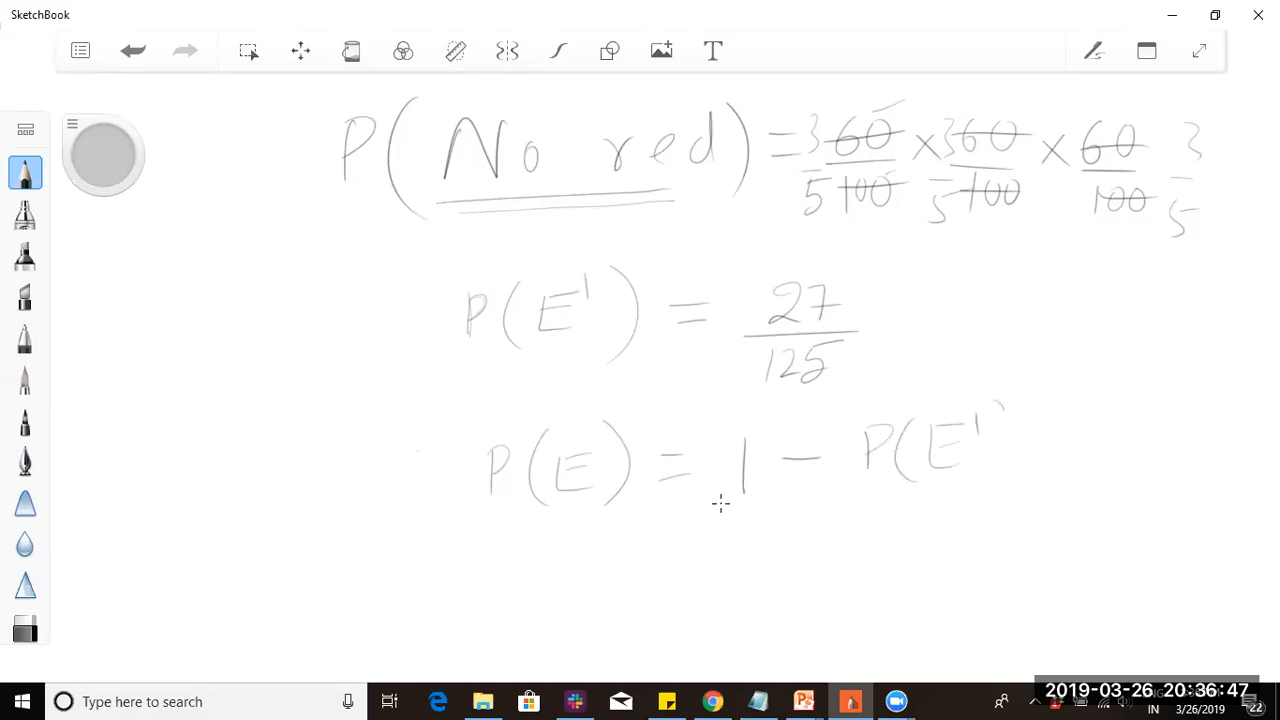 SketchBook
P(No red) = 3 60/5 100 × 3 60/5 100 × 60/100 3/5
P(E') = 27/125
P(E) = 1 - P(E')
Type here to search
2019-03-26 20:36:47
IN 3/26/2019 22